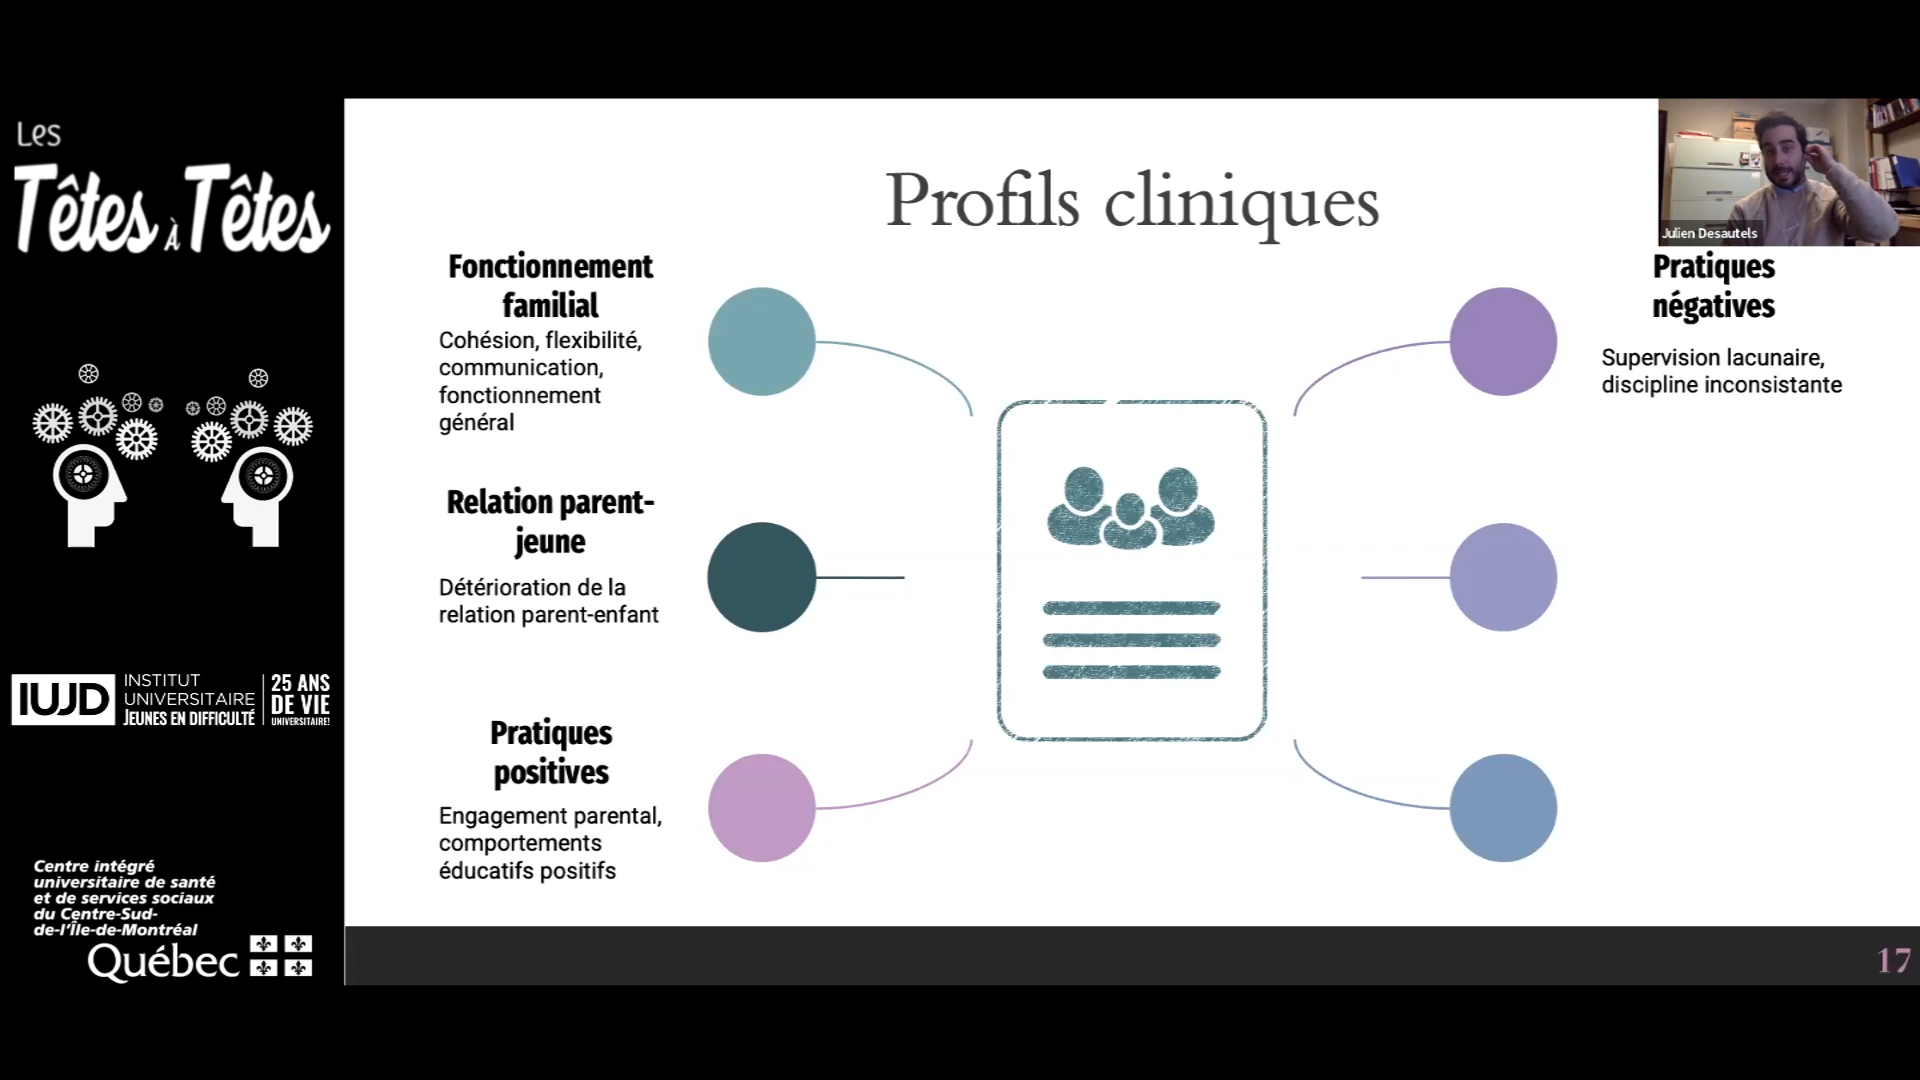 Les
Têtes à Têtes
IUJD
INSTITUT
UNIVERSITAIRE
JEUNES EN DIFFICULTÉ
25 ANS
DE VIE
UNIVERSITAIRE!
Centre intégré
universitaire de santé
et de services sociaux
du Centre-Sud-
de-l'Île-de-Montréal
Québec
Profils cliniques
Fonctionnement
familial
Cohésion, flexibilité,
communication,
fonctionnement
général
Relation parent-
jeune
Détérioration de la
relation parent-enfant
Pratiques
positives
Engagement parental,
comportements
éducatifs positifs
Julien Desautels
Pratiques
négatives
Supervision lacunaire,
discipline inconsistante
17